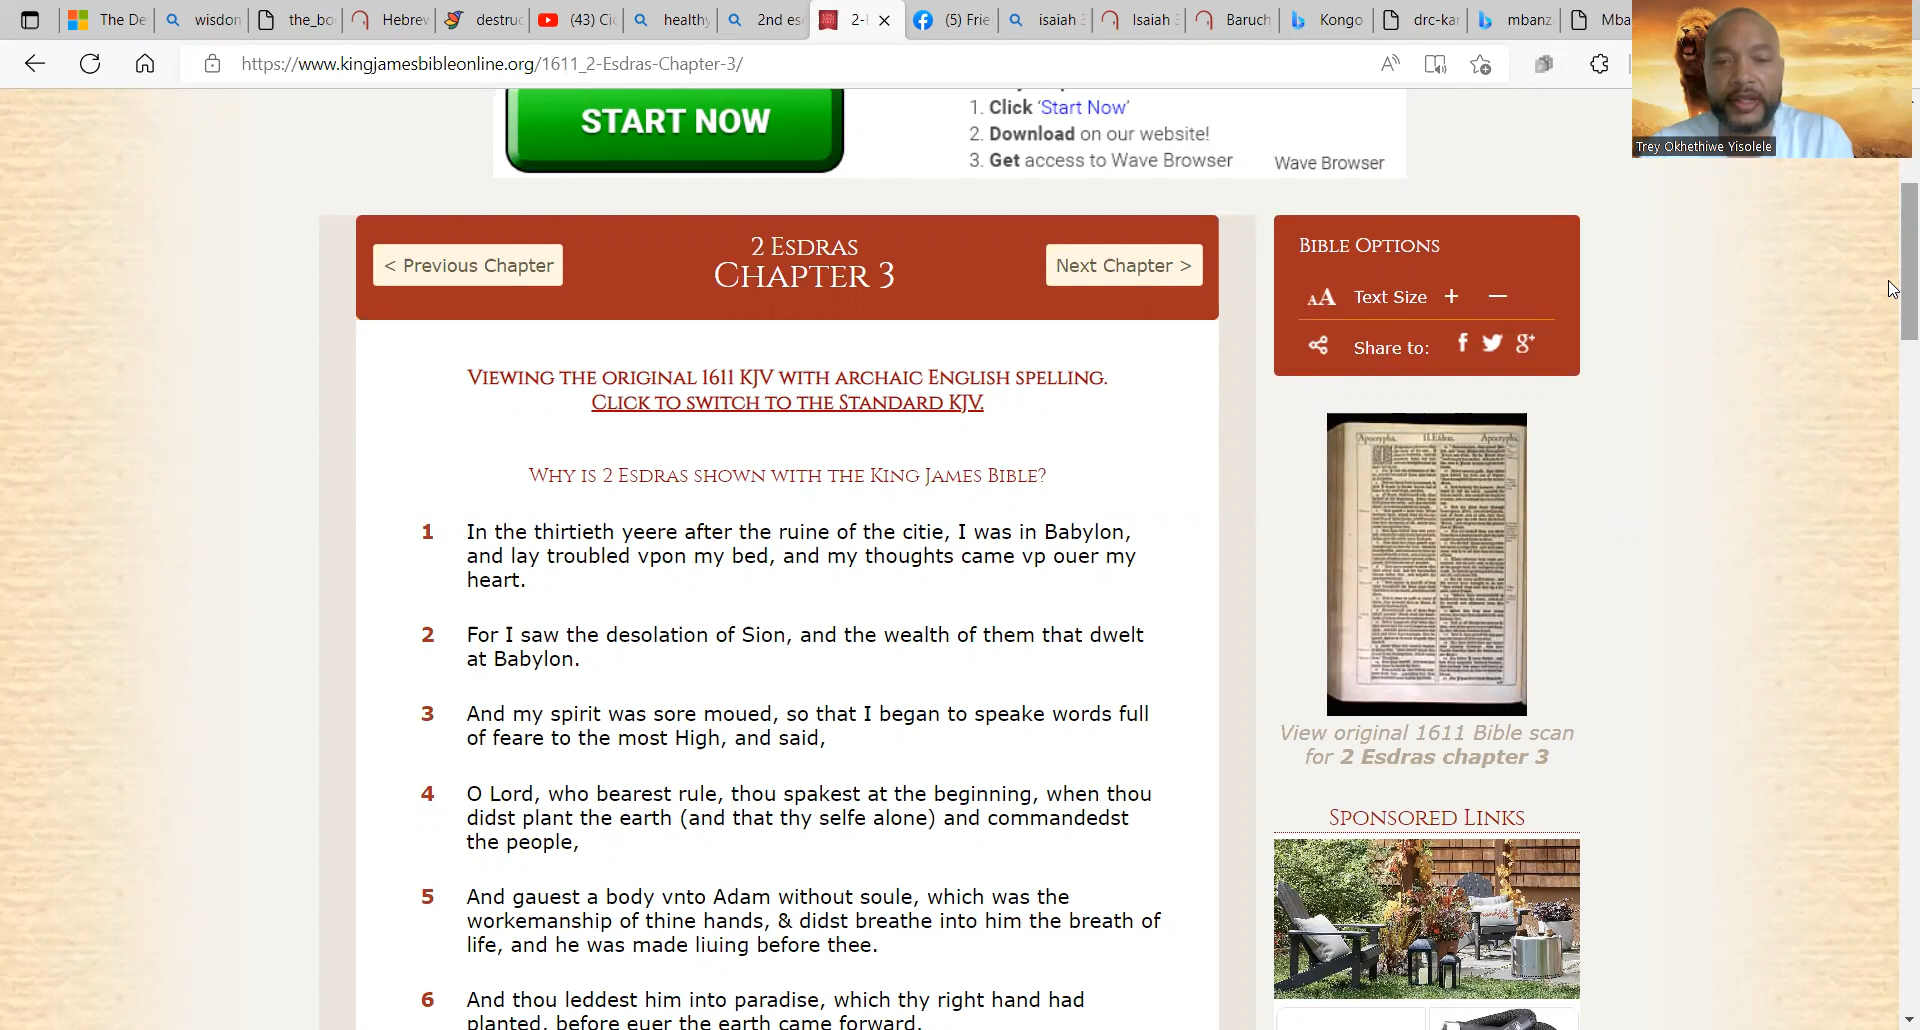 The De
wisdon
the_bo
Hebrew
destruc
(43) Ci
healthy
2nd es
2-
(5) Frie
isaiah 3
Isaiah 3
Baruch
Kongo
drc-kar
mbanz
Mba
https://www.kingjamesbibleonline.org/1611_2-Esdras-Chapter-3/
Trey Okhethiwe Yisolele
START NOW
1. Click 'Start Now'
2. Download on our website!
3. Get access to Wave Browser
Wave Browser
< Previous Chapter
2 Esdras
Chapter 3
Next Chapter >
Viewing the original 1611 KJV with archaic English spelling.
Click to switch to the Standard KJV.
Why is 2 Esdras shown with the King James Bible?
1 In the thirtieth yeere after the ruine of the citie, I was in Babylon,
and lay troubled vpon my bed, and my thoughts came vp ouer my
heart.
2 For I saw the desolation of Sion, and the wealth of them that dwelt
at Babylon.
3 And my spirit was sore moued, so that I began to speake words full
of feare to the most High, and said,
4 O Lord, who bearest rule, thou spakest at the beginning, when thou
didst plant the earth (and that thy selfe alone) and commandedst
the people,
5 And gauest a body vnto Adam without soule, which was the
workemanship of thine hands, & didst breathe into him the breath of
life, and he was made liuing before thee.
6 And thou leddest him into paradise, which thy right hand had
planted, before euer the earth came forward.
Bible Options
AA Text Size + –
Share to: f g+
Apocrypha. II.Esdras. Apocrypha.
View original 1611 Bible scan
for 2 Esdras chapter 3
Sponsored Links